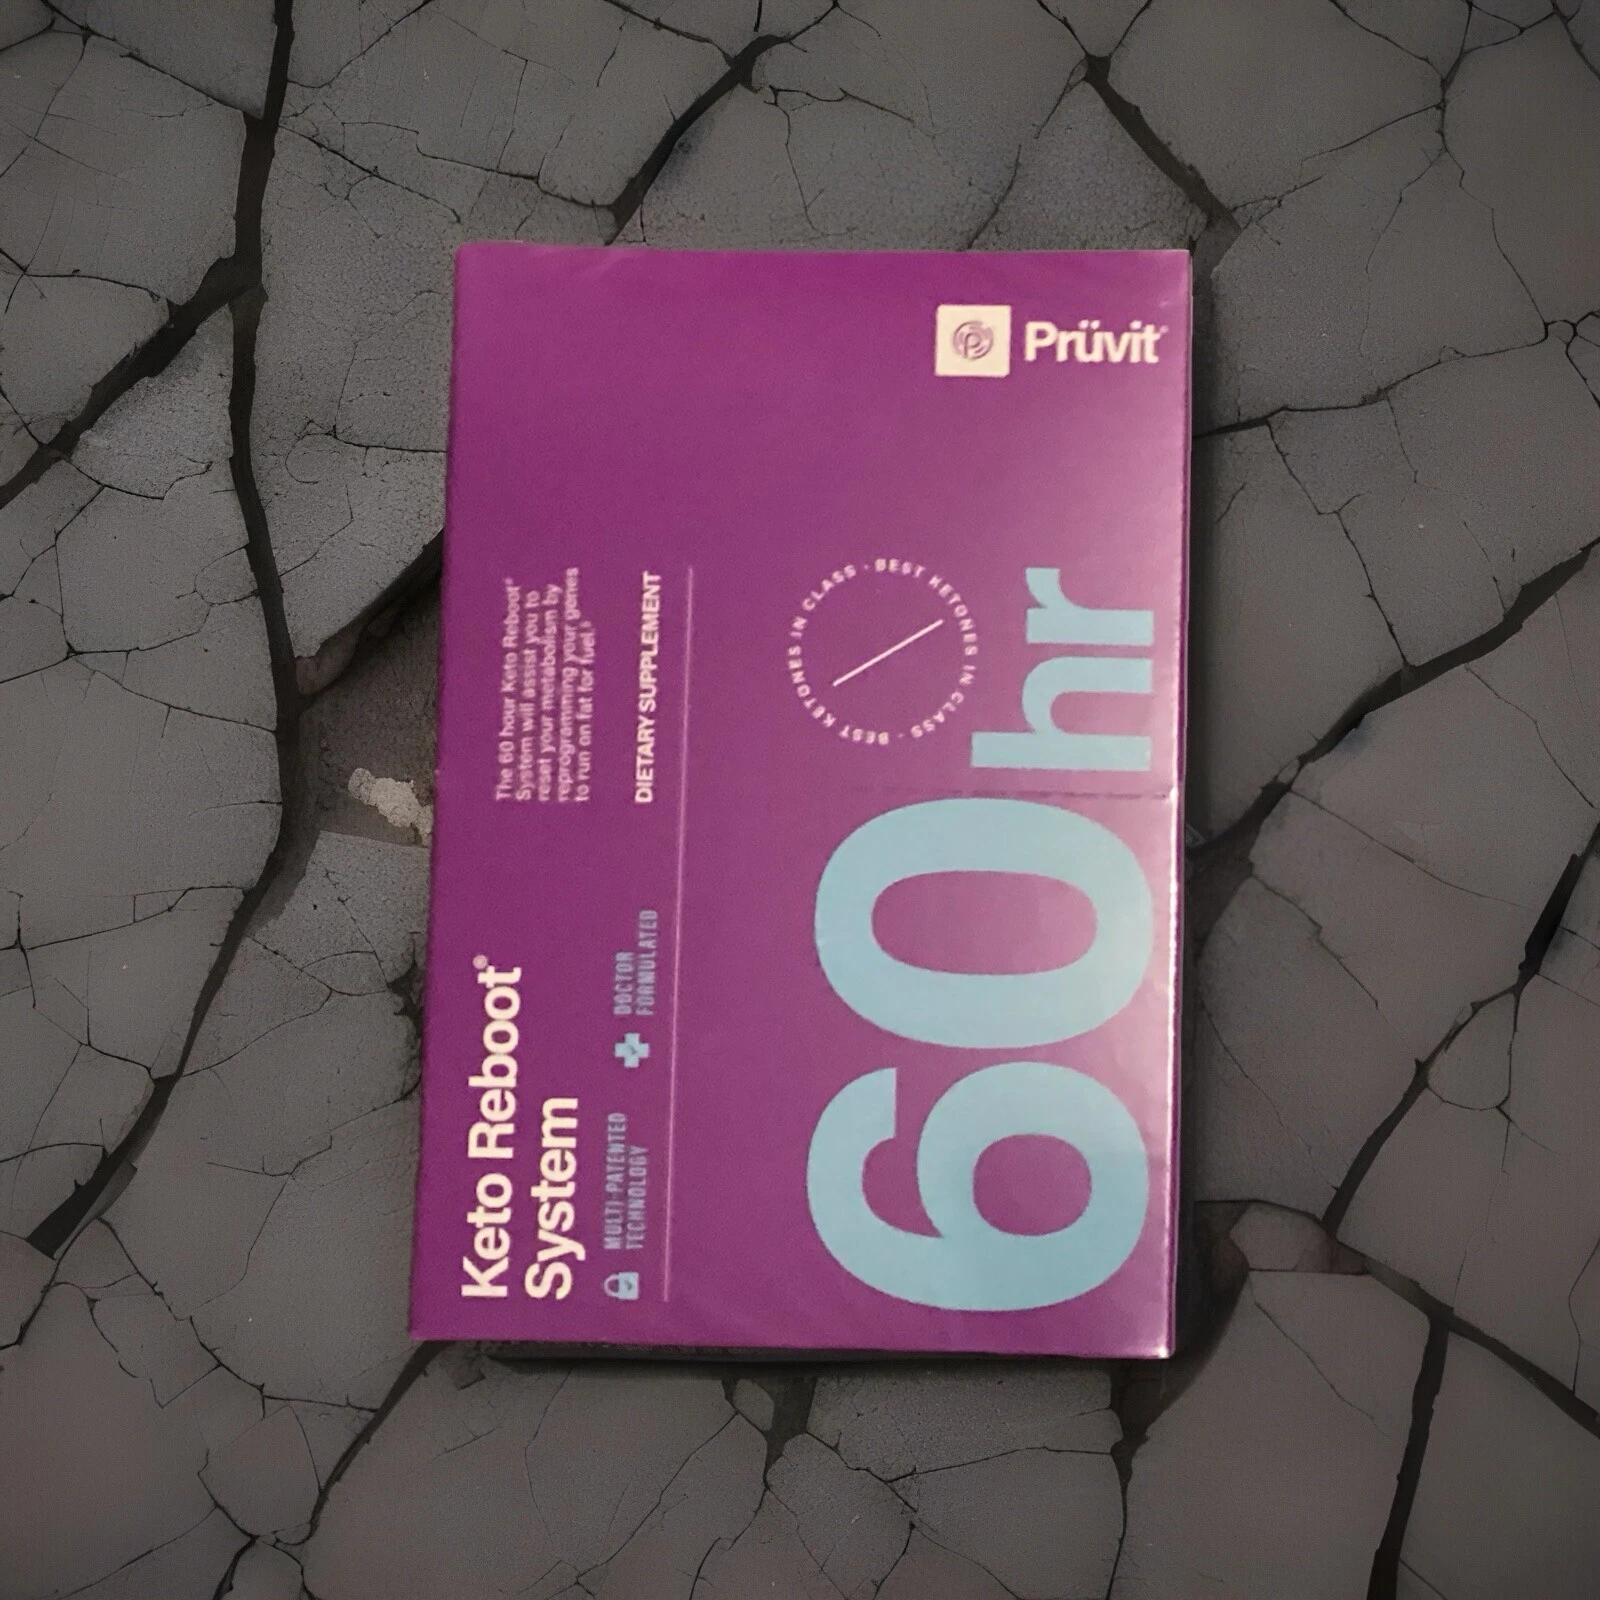 Keto Reboot®
System
The 60 hour Keto Reboot®
System will assist you to
reset your metabolism by
reprogramming your genes
to run on fat for fuel.
MULTI-PATENTED
TECHNOLOGY
DOCTOR
FORMULATED
DIETARY SUPPLEMENT
BEST KETONES IN CLASS · BEST KETONES IN CLASS ·
60hr
Prüvit®